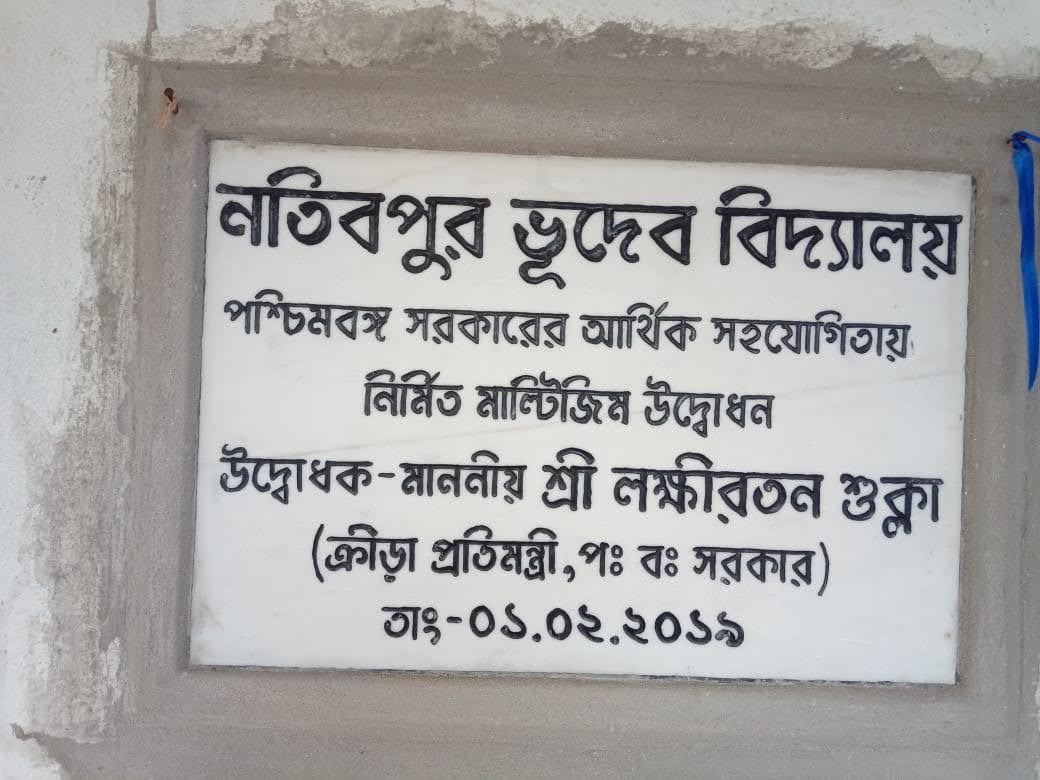 নতিবপুর ভূদেব বিদ্যালয়
পশ্চিমবঙ্গ সরকারের আর্থিক সহযোগিতায়
নির্মিত মাল্টিজিম উদ্বোধন
উদ্বোধক-মাননীয় শ্রী লক্ষীরতন শুক্লা
(ক্রীড়া প্রতিমন্ত্রী, পঃ বঃ সরকার)
তাং-০১.০২.২০১৯